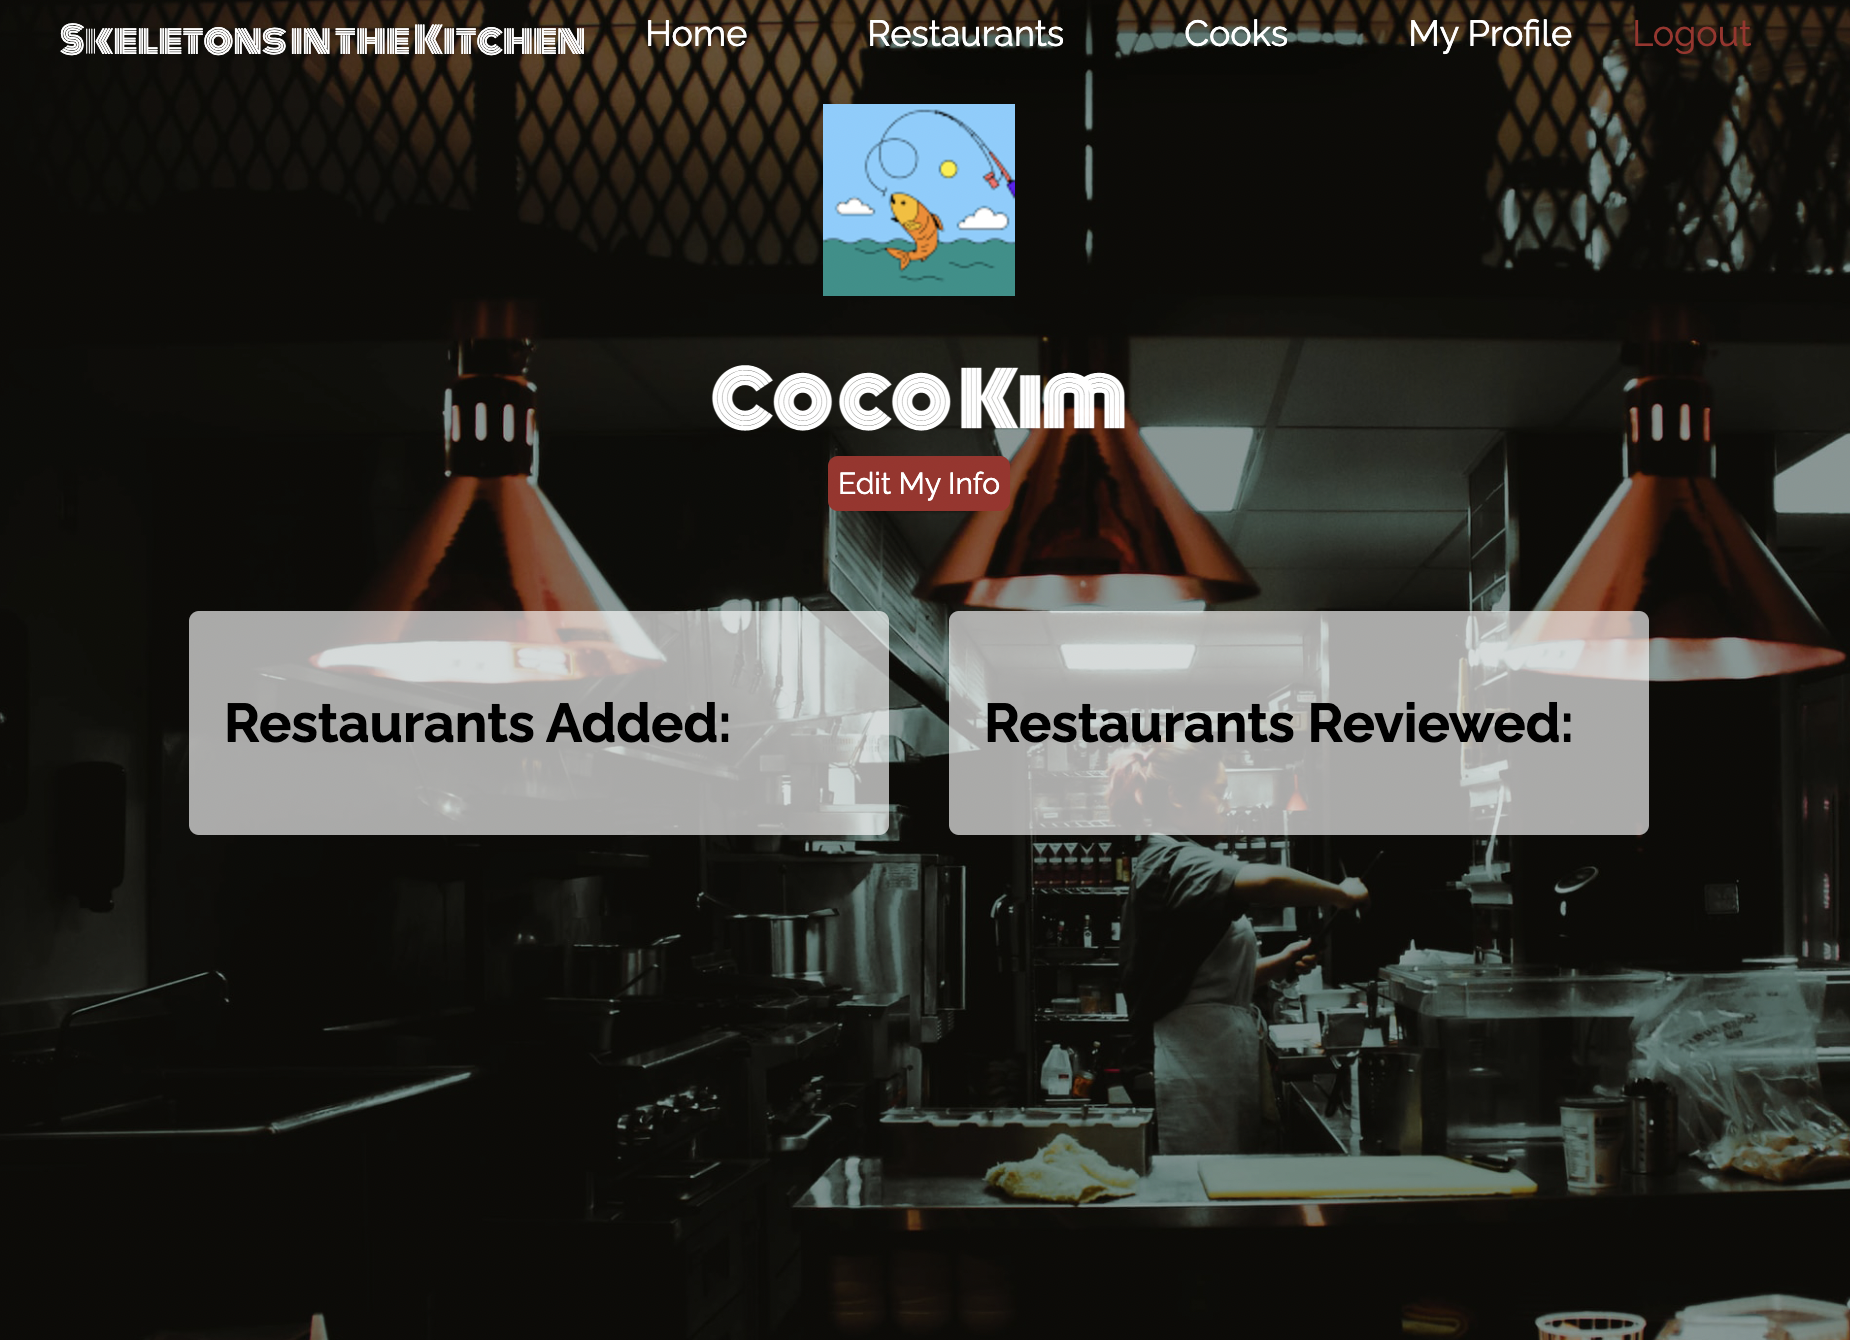 Skeletons in the Kitchen
Home
Restaurants
Cooks
My Profile
Logout
Coco Kim
Edit My Info
Restaurants Added:
Restaurants Reviewed: